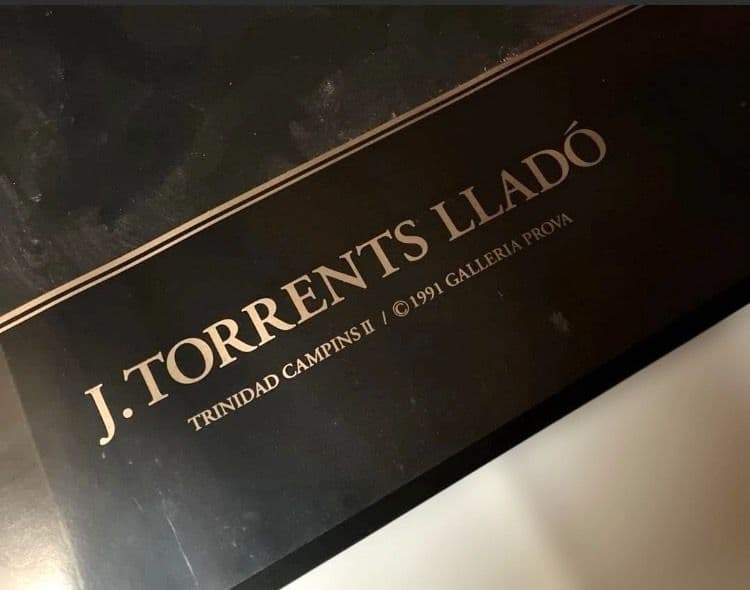 J. TORRENTS LLADÓ
TRINIDAD CAMPINS II / ©1991 GALLERIA PROVA